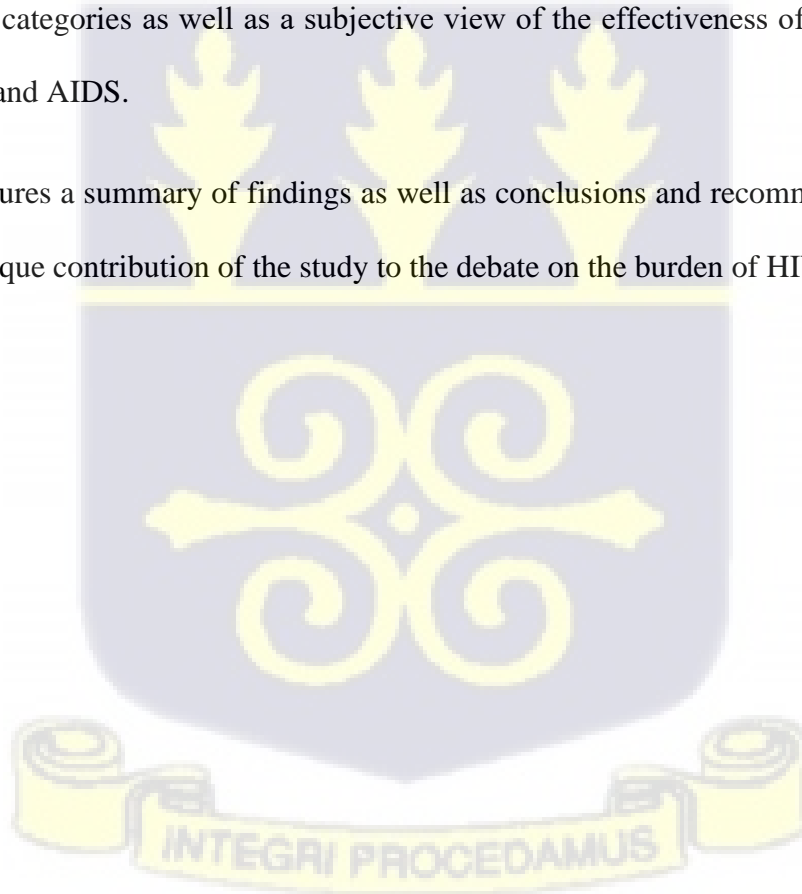 categories as well as a subjective view of the effectiveness of
and AIDS.
ures a summary of findings as well as conclusions and recomm
que contribution of the study to the debate on the burden of HI
INTEGRI PROCEDAMUS